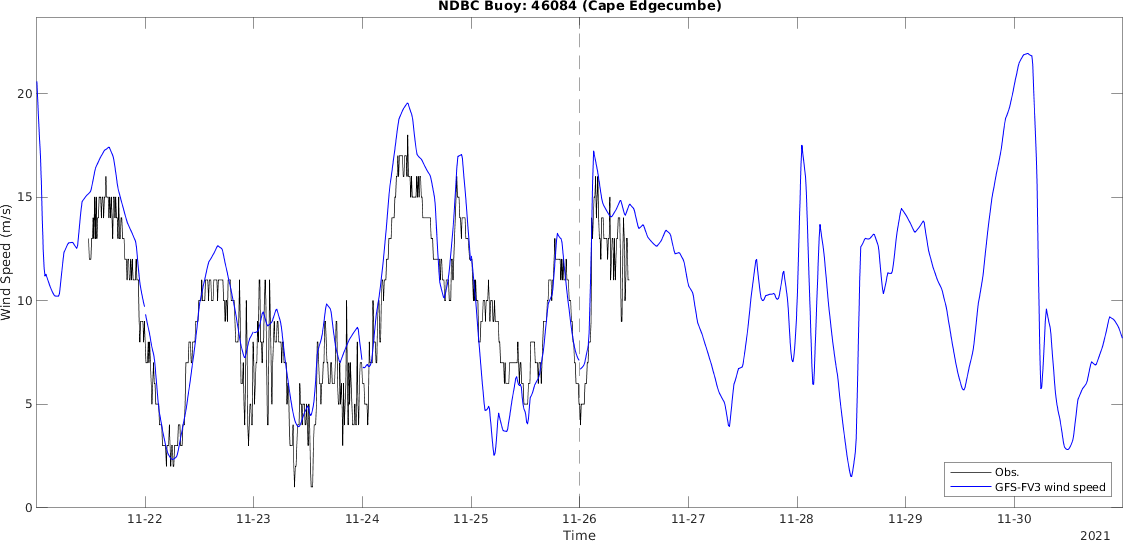 NDBC Buoy: 46084 (Cape Edgecumbe)
Wind Speed (m/s)
20
15
10
5
0
11-22 11-23 11-24 11-25 11-26 11-27 11-28 11-29 11-30
Time
2021
Obs.
GFS-FV3 wind speed